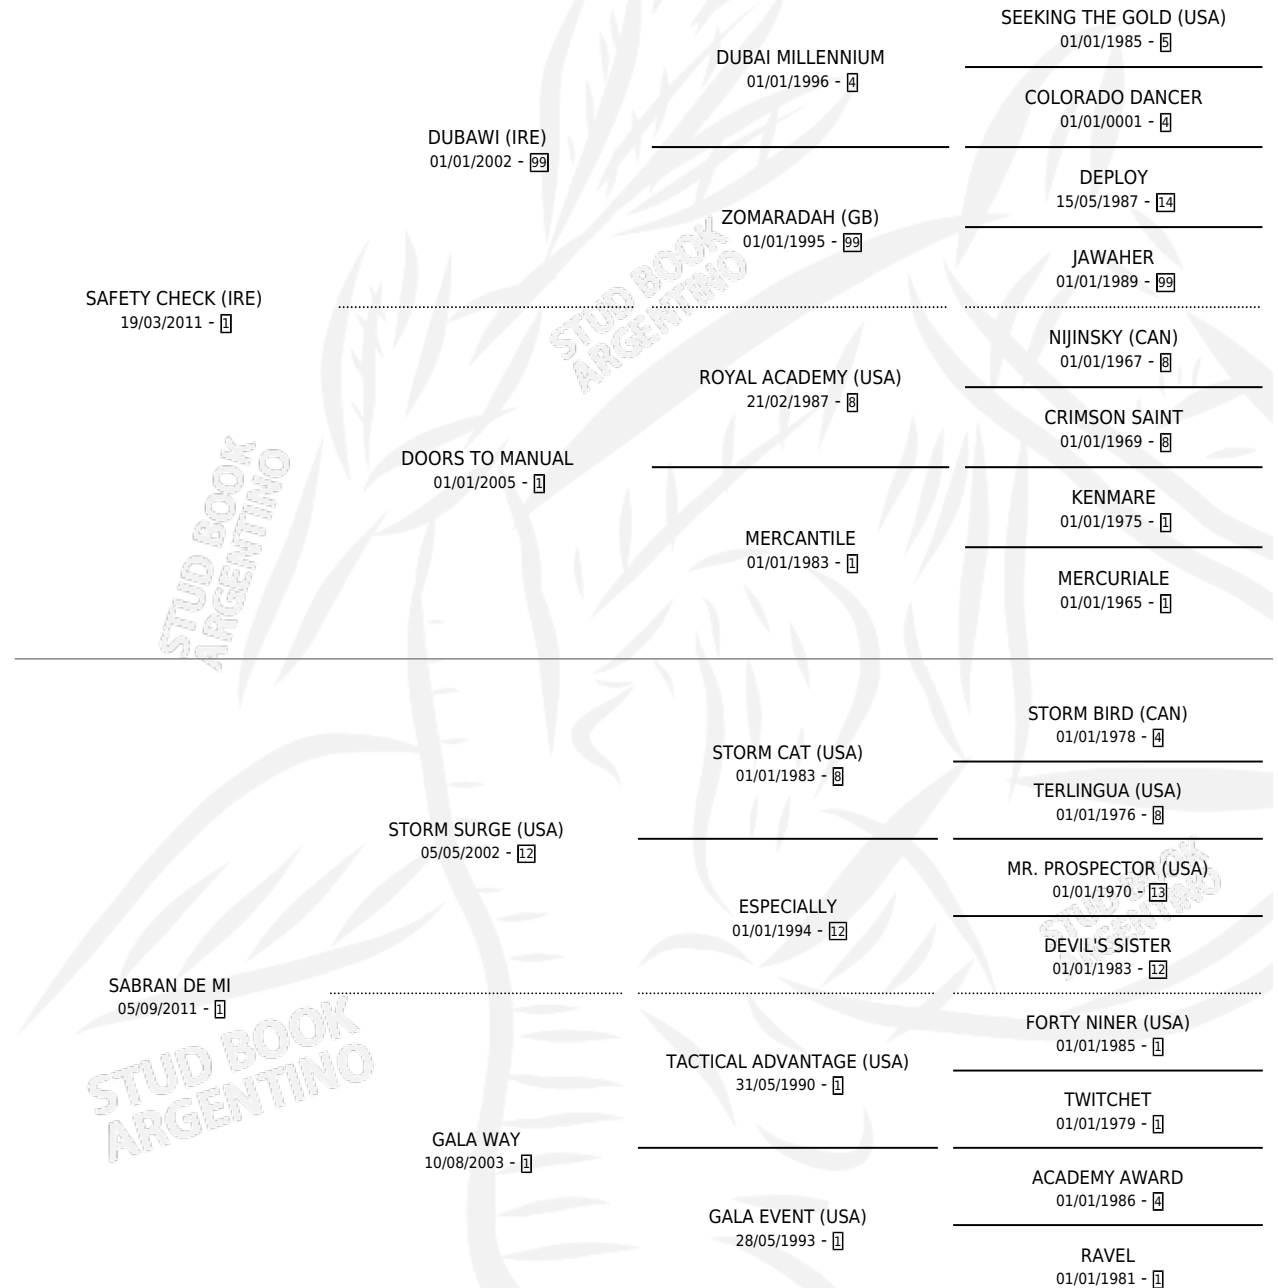 SEEKING THE GOLD (USA)
01/01/1985 - 5
DUBAI MILLENNIUM
01/01/1996 - 4
COLORADO DANCER
01/01/0001 - 4
DUBAWI (IRE)
01/01/2002 - 99
DEPLOY
15/05/1987 - 14
ZOMARADAH (GB)
01/01/1995 - 99
JAWAHER
01/01/1989 - 99
SAFETY CHECK (IRE)
19/03/2011 - 1
NIJINSKY (CAN)
01/01/1967 - 8
ROYAL ACADEMY (USA)
21/02/1987 - 8
CRIMSON SAINT
01/01/1969 - 8
DOORS TO MANUAL
01/01/2005 - 1
KENMARE
01/01/1975 - 1
MERCANTILE
01/01/1983 - 1
MERCURIALE
01/01/1965 - 1
STORM BIRD (CAN)
01/01/1978 - 4
STORM CAT (USA)
01/01/1983 - 8
TERLINGUA (USA)
01/01/1976 - 8
STORM SURGE (USA)
05/05/2002 - 12
MR. PROSPECTOR (USA)
01/01/1970 - 13
ESPECIALLY
01/01/1994 - 12
DEVIL'S SISTER
01/01/1983 - 12
SABRAN DE MI
05/09/2011 - 1
FORTY NINER (USA)
01/01/1985 - 1
TACTICAL ADVANTAGE (USA)
31/05/1990 - 1
TWITCHET
01/01/1979 - 1
GALA WAY
10/08/2003 - 1
ACADEMY AWARD
01/01/1986 - 4
GALA EVENT (USA)
28/05/1993 - 1
RAVEL
01/01/1981 - 1
STUD BOOK
ARGENTINO
STUD BOOK
ARGENTINO
STUD BOOK
ARGENTINO
STUD BOOK
ARGENTINO